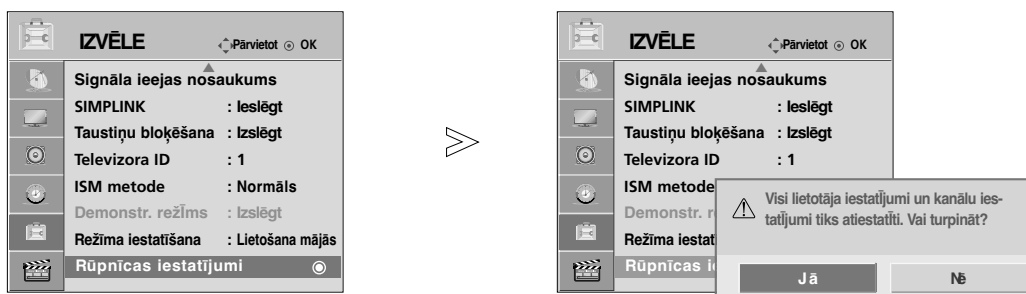 IZVĒLE Pārvietot OK
Signāla ieejas nosaukums
SIMPLINK : Ieslēgt
Taustiņu bloķēšana : Izslēgt
Televizora ID : 1
ISM metode : Normāls
Demonstr. režīms : Izslēgt
Režīma iestatīšana : Lietošana mājās
Rūpnīcas iestatījumi
>
IZVĒLE Pārvietot OK
Signāla ieejas nosaukums
SIMPLINK : Ieslēgt
Taustiņu bloķēšana : Izslēgt
Televizora ID : 1
ISM metode
Demonstr. r
Režīma iestat
Rūpnīcas i
Visi lietotāja iestatījumi un kanālu ies-
tatījumi tiks atiestatīti. Vai turpināt?
Jā Nē